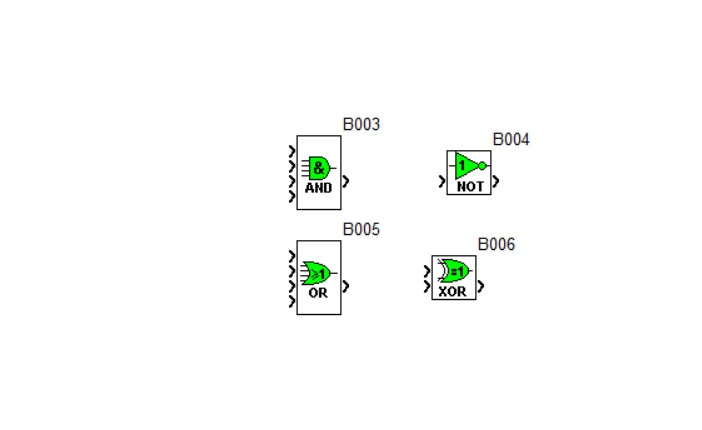 B003
&
AND
B004
1
NOT
B005
≥1
OR
B006
=1
XOR